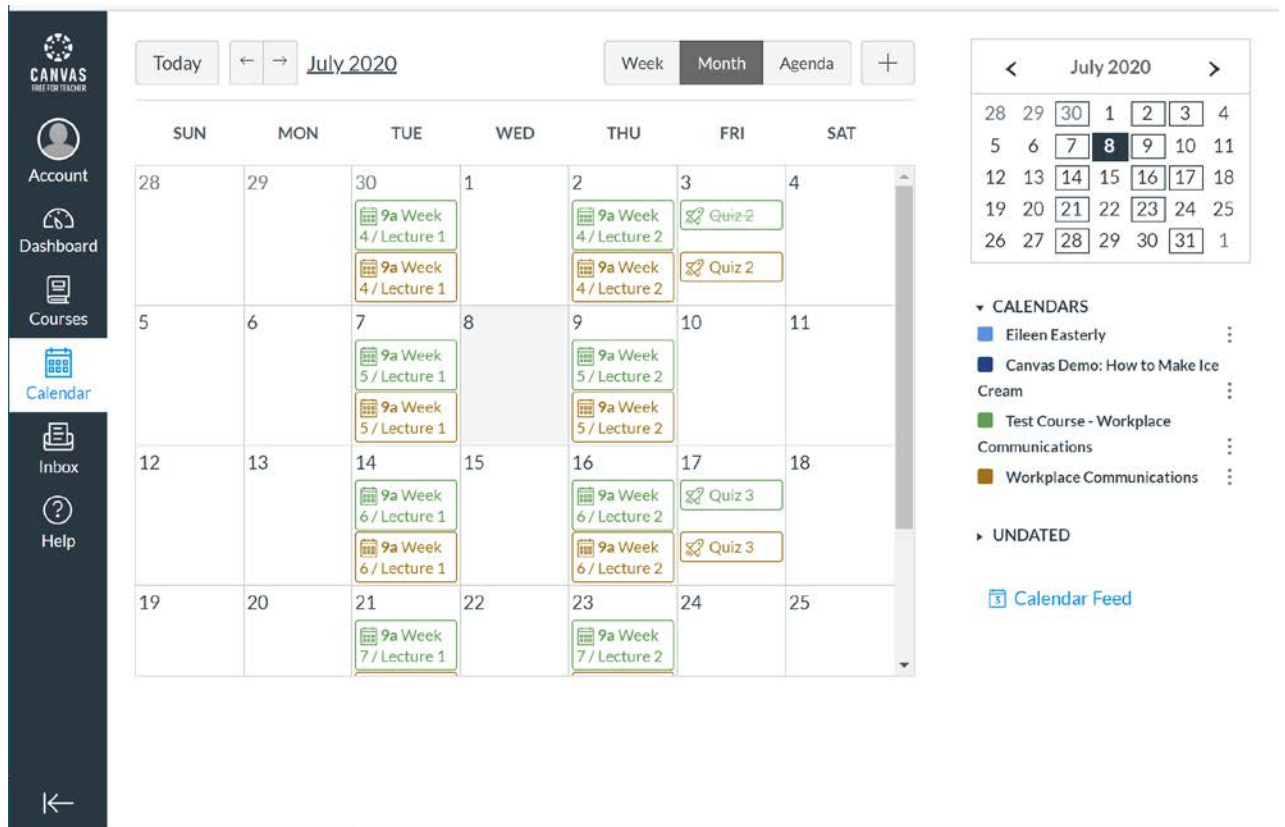 CANVAS
FREE FOR TEACHER
Account
Dashboard
Courses
Calendar
Inbox
Help
Today ← → July 2020 Week Month Agenda +
SUN MON TUE WED THU FRI SAT
28 29 30 1 2 3 4
9a Week 9a Week Quiz 2
4 / Lecture 1 4 / Lecture 2
9a Week 9a Week Quiz 2
4 / Lecture 1 4 / Lecture 2
5 6 7 8 9 10 11
9a Week 9a Week
5 / Lecture 1 5 / Lecture 2
9a Week 9a Week
5 / Lecture 1 5 / Lecture 2
12 13 14 15 16 17 18
9a Week 9a Week Quiz 3
6 / Lecture 1 6 / Lecture 2
9a Week 9a Week Quiz 3
6 / Lecture 1 6 / Lecture 2
19 20 21 22 23 24 25
9a Week 9a Week
7 / Lecture 1 7 / Lecture 2
< July 2020 >
28 29 30 1 2 3 4
5 6 7 8 9 10 11
12 13 14 15 16 17 18
19 20 21 22 23 24 25
26 27 28 29 30 31 1
CALENDARS
Eileen Easterly
Canvas Demo: How to Make Ice
Cream
Test Course - Workplace
Communications
Workplace Communications
UNDATED
Calendar Feed